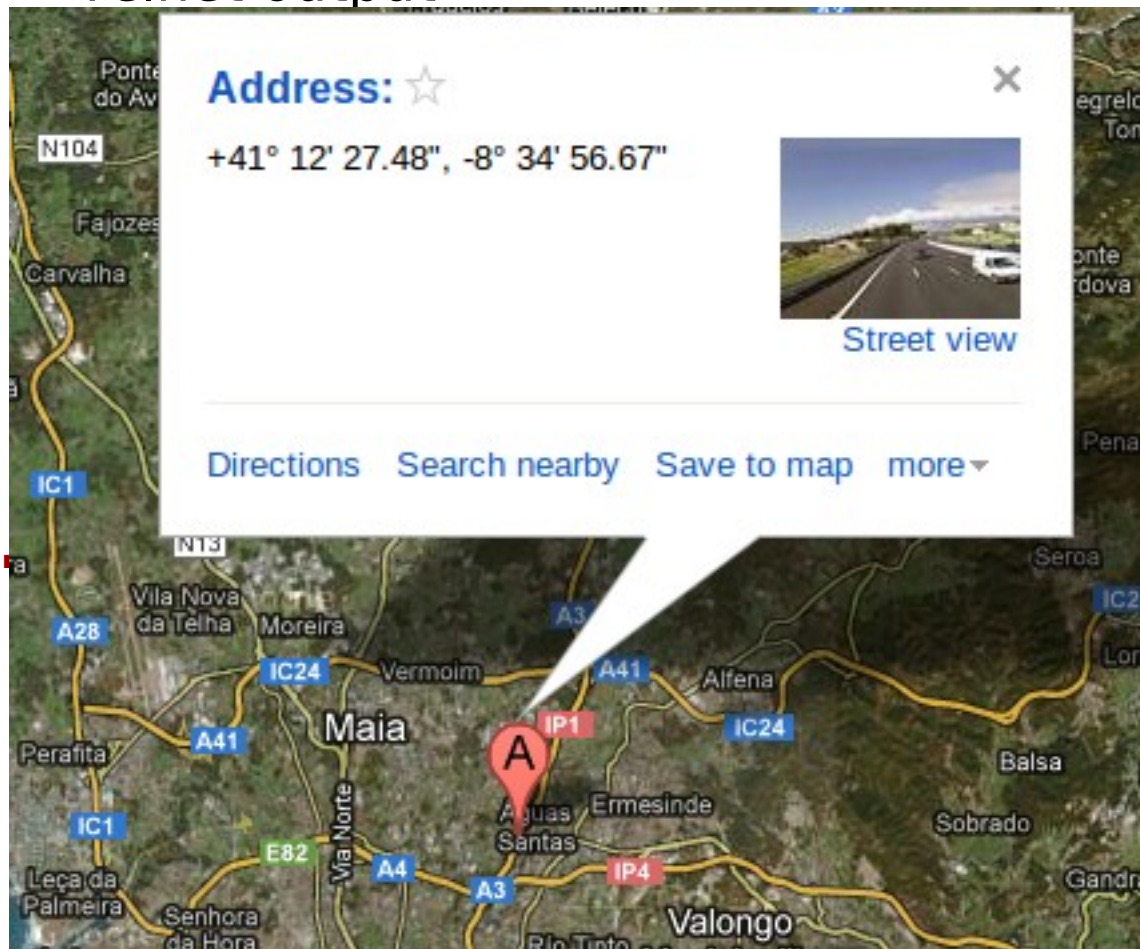 Address:
+41° 12' 27.48", -8° 34' 56.67"
Street view
Directions Search nearby Save to map more
Ponte
do Av
N104
Fajozes
Carvalha
IC1
N13
Vila Nova
da Telha
Moreira
A28
IC24
Vermoim
A3
A41
Alfena
IC24
Seroa
Pena
Maia
IP1
A
A41
Perafita
Balsa
IC1
Via Norte
Águas
Santas
Ermesinde
Sobrado
E82
A4
A3
IP4
Leça da
Palmeira
Senhora
da Hora
Valongo
Rio Tinto